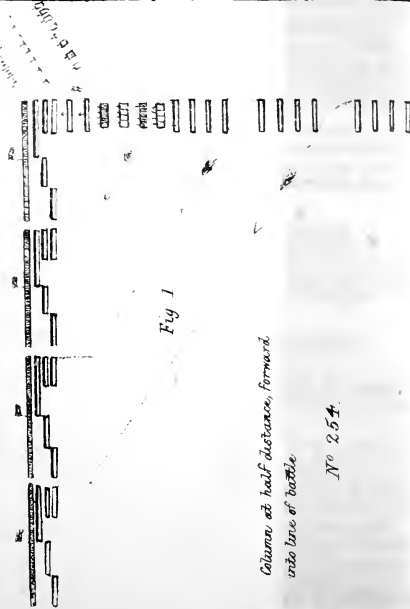 Fig 1
Column at half distance, forward
into line of battle
Nº 254.